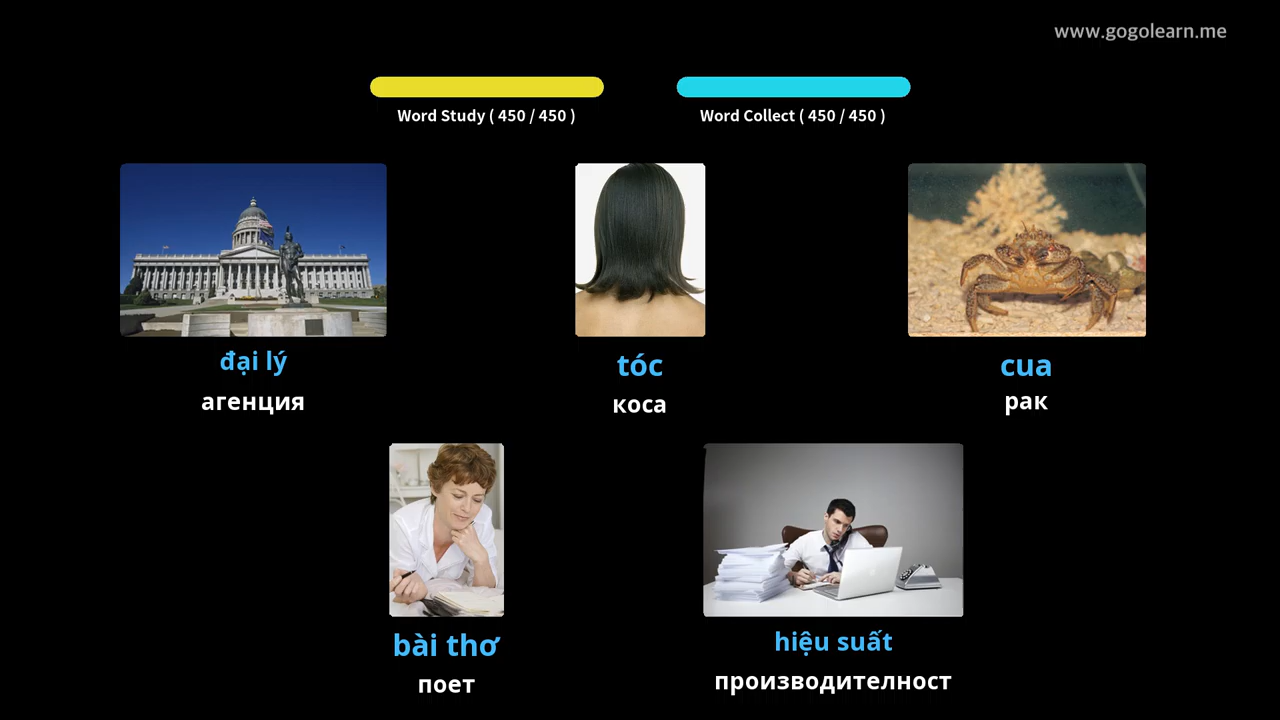 www.gogolearn.me
Word Study ( 450 / 450 )
Word Collect ( 450 / 450 )
đại lý
агенция
tóc
коса
cua
рак
bài thơ
поет
hiệu suất
производителност